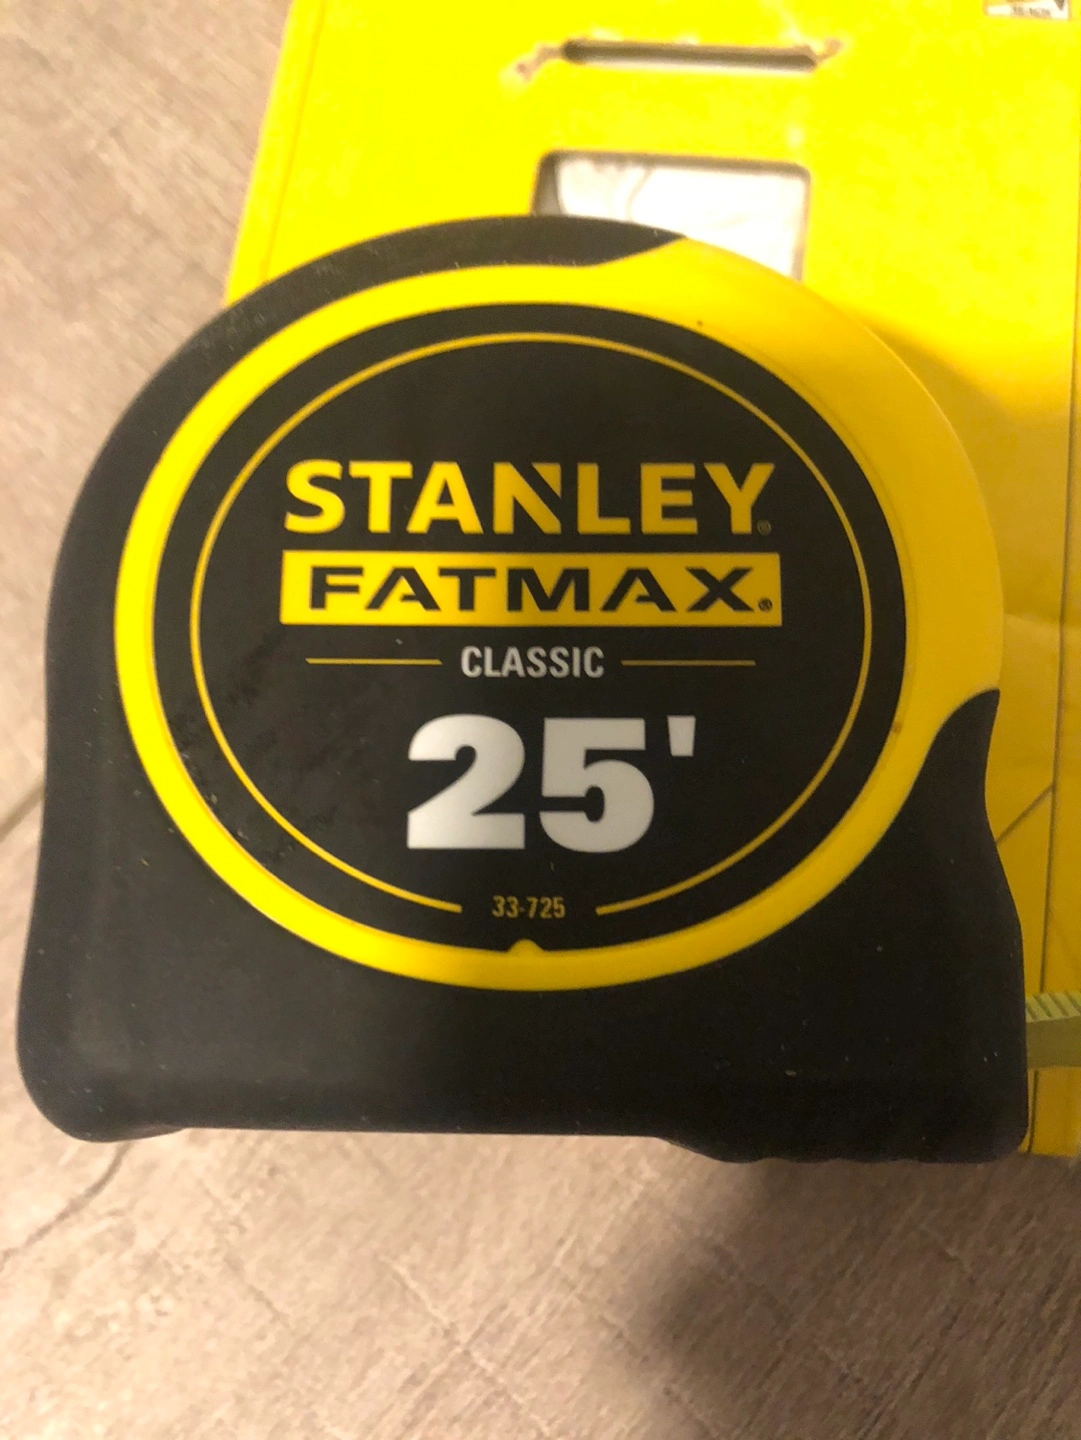 STANLEY®
FATMAX®
CLASSIC
25'
33-725